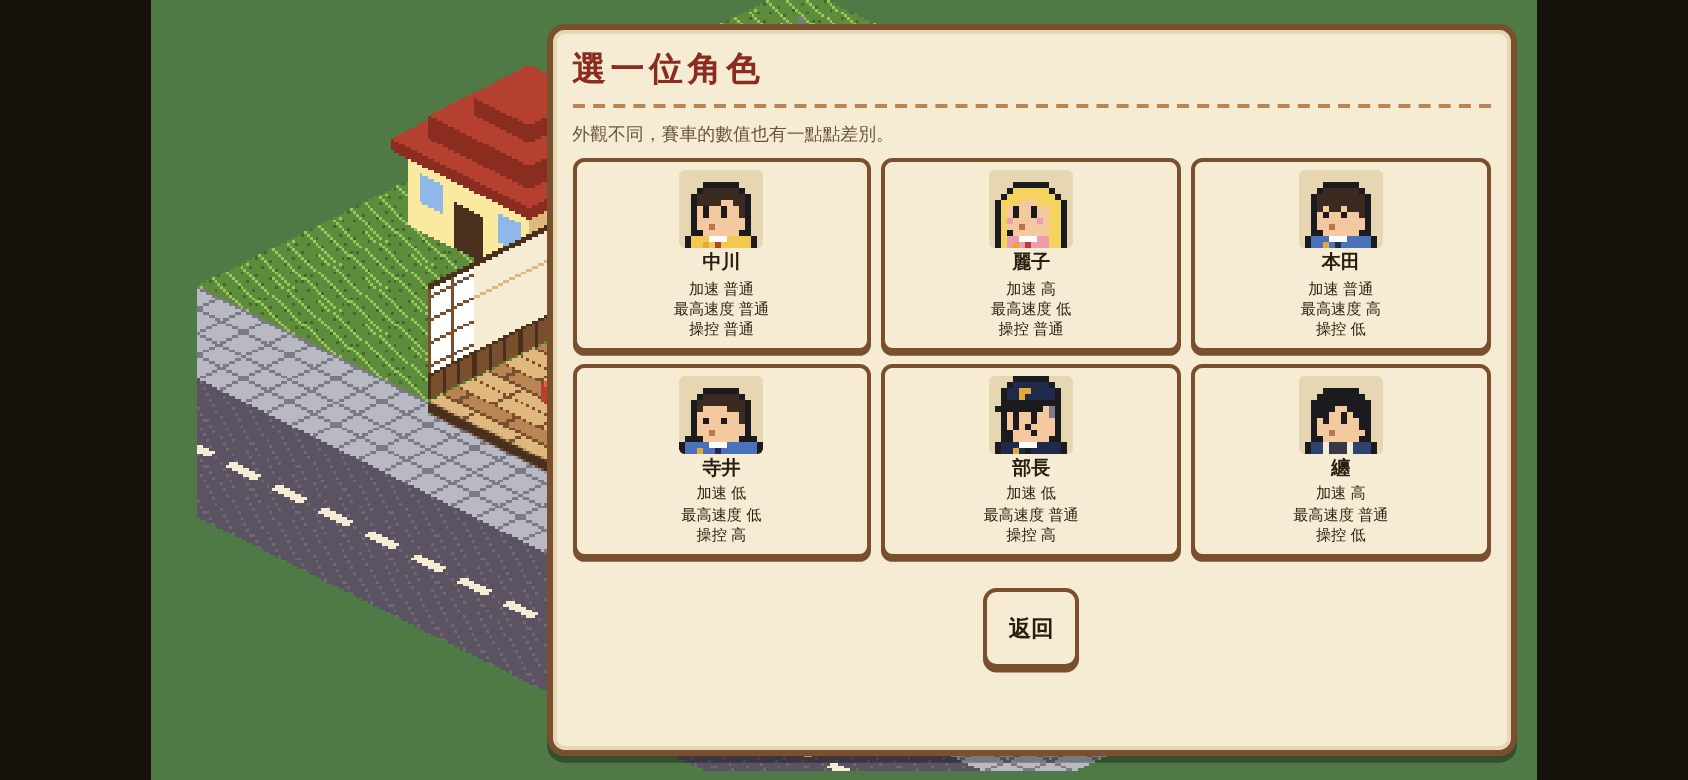 選一位角色
外觀不同，賽車的數值也有一點點差別。
中川
加速 普通
最高速度 普通
操控 普通
麗子
加速 高
最高速度 低
操控 普通
本田
加速 普通
最高速度 高
操控 低
寺井
加速 低
最高速度 低
操控 高
部長
加速 低
最高速度 普通
操控 高
纏
加速 高
最高速度 普通
操控 低
返回